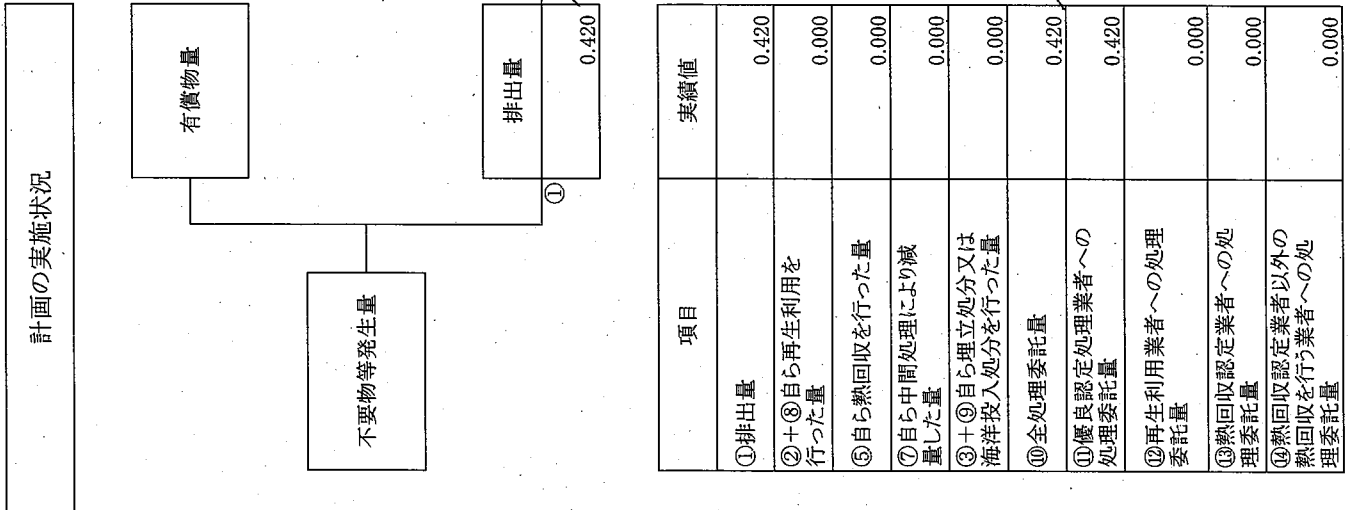 計画の実施状況
有償物量
不要物等発生量
排出量
①
0.420
項目
実績値
①排出量
0.420
②+⑧自ら再生利用を
行った量
0.000
⑤自ら熱回収を行った量
0.000
⑦自ら中間処理により減
量した量
0.000
③+⑨自ら埋立処分又は
海洋投入処分を行った量
0.000
⑩全処理委託量
0.420
⑪優良認定処理業者への
処理委託量
0.420
⑫再生利用業者への処理
委託量
0.000
⑬熱回収認定業者への処
理委託量
0.000
⑭熱回収認定業者以外の
熱回収を行う業者への処
理委託量
0.000